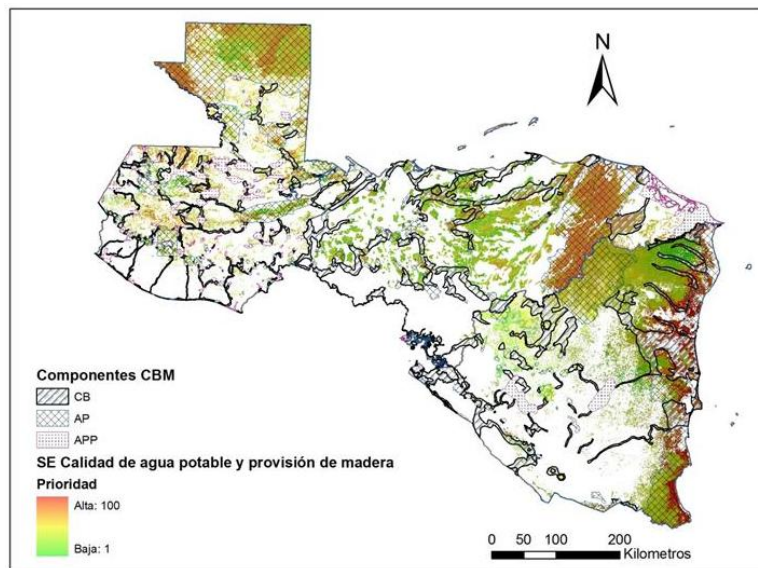 N
Componentes CBM
CB
AP
APP
SE Calidad de agua potable y provisión de madera
Prioridad
Alta: 100
Baja: 1
0 50 100 200
Kilometros